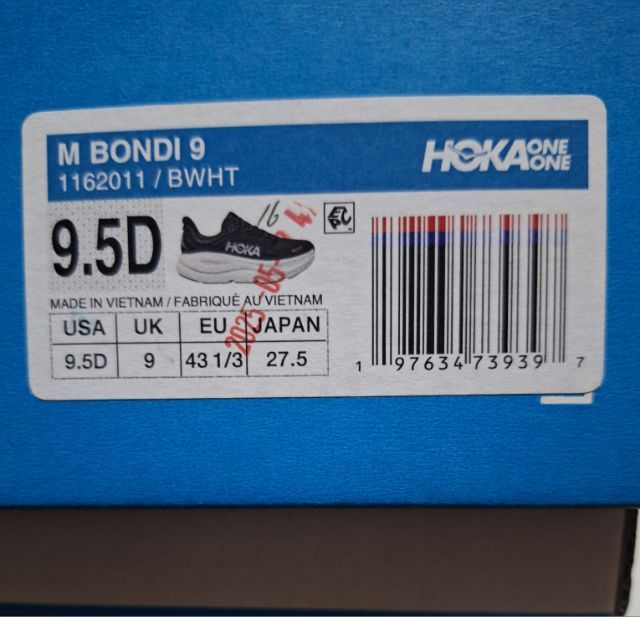 M BONDI 9
1162011 / BWHT
HOKA ONE ONE
9.5D
HOKA
16
MADE IN VIETNAM / FABRIQUÉ AU VIETNAM
USA UK EU JAPAN
9.5D 9 43 1/3 27.5
1 97634 73939 7